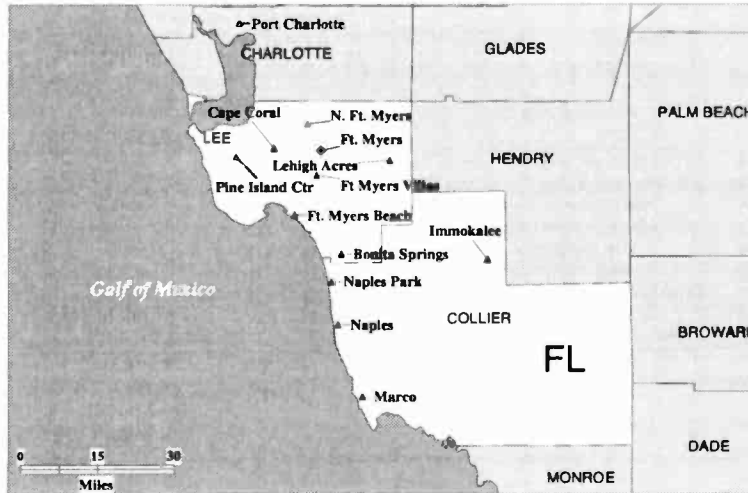 Port Charlotte
CHARLOTTE
GLADES
PALM BEACH
Cape Coral
N. Ft. Myers
LEE
Ft. Myers
HENDRY
Lehigh Acres
Pine Island Ctr
Ft Myers Villas
Ft. Myers Beach
Immokalee
Bonita Springs
Gulf of Mexico
Naples Park
COLLIER
Naples
BROWARD
FL
Marco
0 15 30
Miles
DADE
MONROE